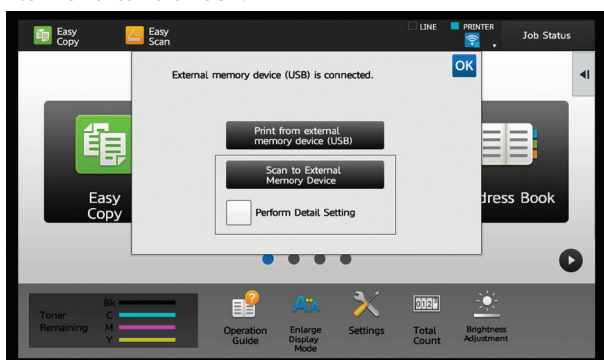 Easy
Copy
Easy
Scan
LINE
PRINTER
Job Status
External memory device (USB) is connected.
OK
Print from external
memory device (USB)
Scan to External
Memory Device
Perform Detail Setting
Easy
Copy
dress Book
Toner
Remaining
Bk
C
M
Y
Operation
Guide
Enlarge
Display
Mode
Settings
Total
Count
Brightness
Adjustment